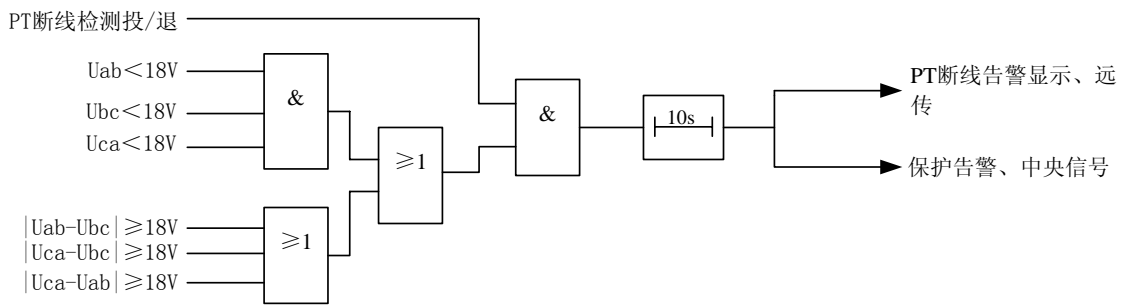 PT断线检测投/退
Uab＜18V
Ubc＜18V
Uca＜18V
&
≥1
|Uab-Ubc|≥18V
|Uca-Ubc|≥18V
|Uca-Uab|≥18V
≥1
&
10s
PT断线告警显示、远
传
保护告警、中央信号